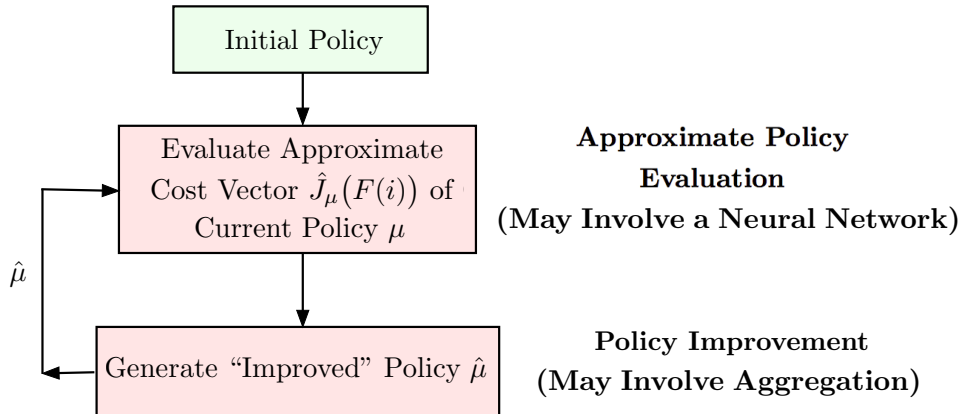 Initial Policy
Evaluate Approximate
Cost Vector Ĵ_μ(F(i)) of
Current Policy μ
Approximate Policy
Evaluation
(May Involve a Neural Network)
μ̂
Generate “Improved” Policy μ̂
Policy Improvement
(May Involve Aggregation)